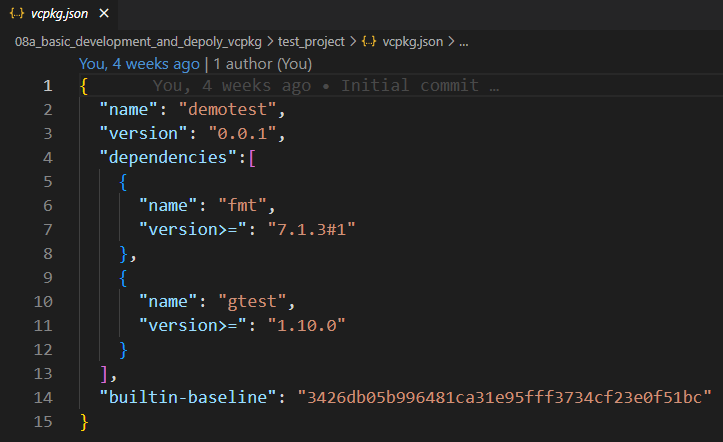 {..} vcpkg.json ×
08a_basic_development_and_depoly_vcpkg > test_project > {..} vcpkg.json > ...
You, 4 weeks ago | 1 author (You)
1 { You, 4 weeks ago • Initial commit …
2 "name": "demotest",
3 "version": "0.0.1",
4 "dependencies":[
5 {
6 "name": "fmt",
7 "version>=": "7.1.3#1"
8 },
9 {
10 "name": "gtest",
11 "version>=": "1.10.0"
12 }
13 ],
14 "builtin-baseline": "3426db05b996481ca31e95fff3734cf23e0f51bc"
15 }